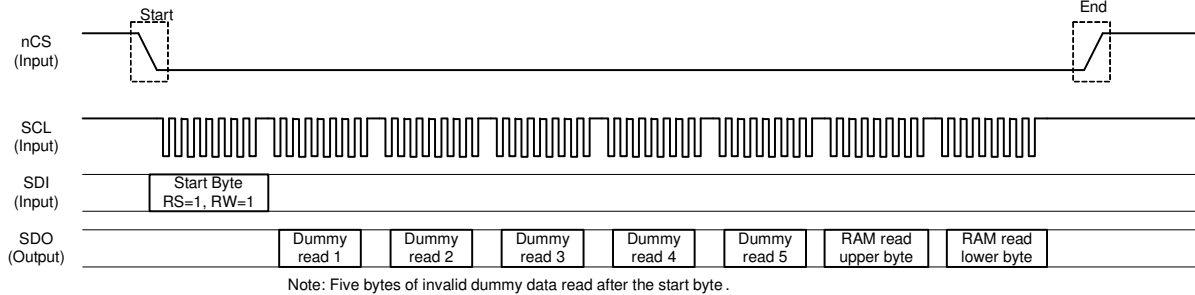 Start
End
nCS
(Input)
SCL
(Input)
SDI
(Input)
Start Byte
RS=1, RW=1
SDO
(Output)
Dummy
read 1
Dummy
read 2
Dummy
read 3
Dummy
read 4
Dummy
read 5
RAM read
upper byte
RAM read
lower byte
Note: Five bytes of invalid dummy data read after the start byte .